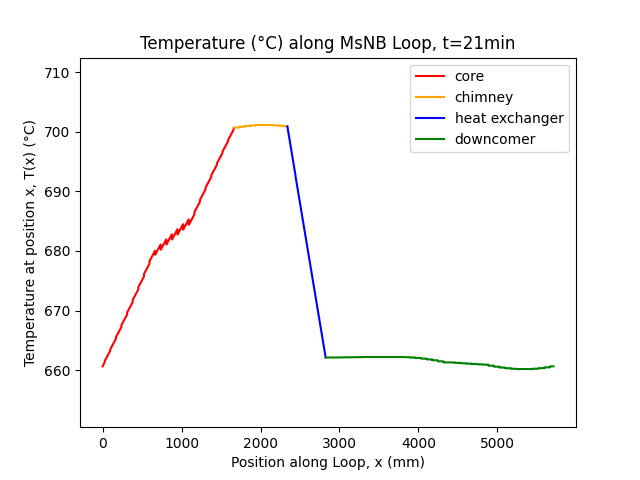 Temperature (°C) along MsNB Loop, t=21min
Temperature at position x, T(x) (°C)
710
700
690
680
670
660
core
chimney
heat exchanger
downcomer
0
1000
2000
3000
4000
5000
Position along Loop, x (mm)